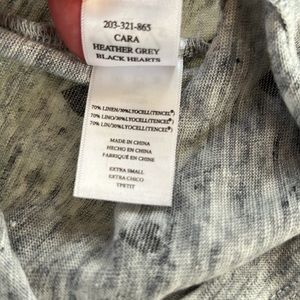 203-321-865
CARA
HEATHER GREY
BLACK HEARTS
70% LINEN/30%LYOCELL(TENCEL®)
70% LINO/30%LYOCELL(TENCEL®)
70% LIN/30%LYOCELL(TENCEL®)
MADE IN CHINA
HECHO EN CHINA
FABRIQUÉ EN CHINE
EXTRA SMALL
EXTRA CHICO
TPETIT